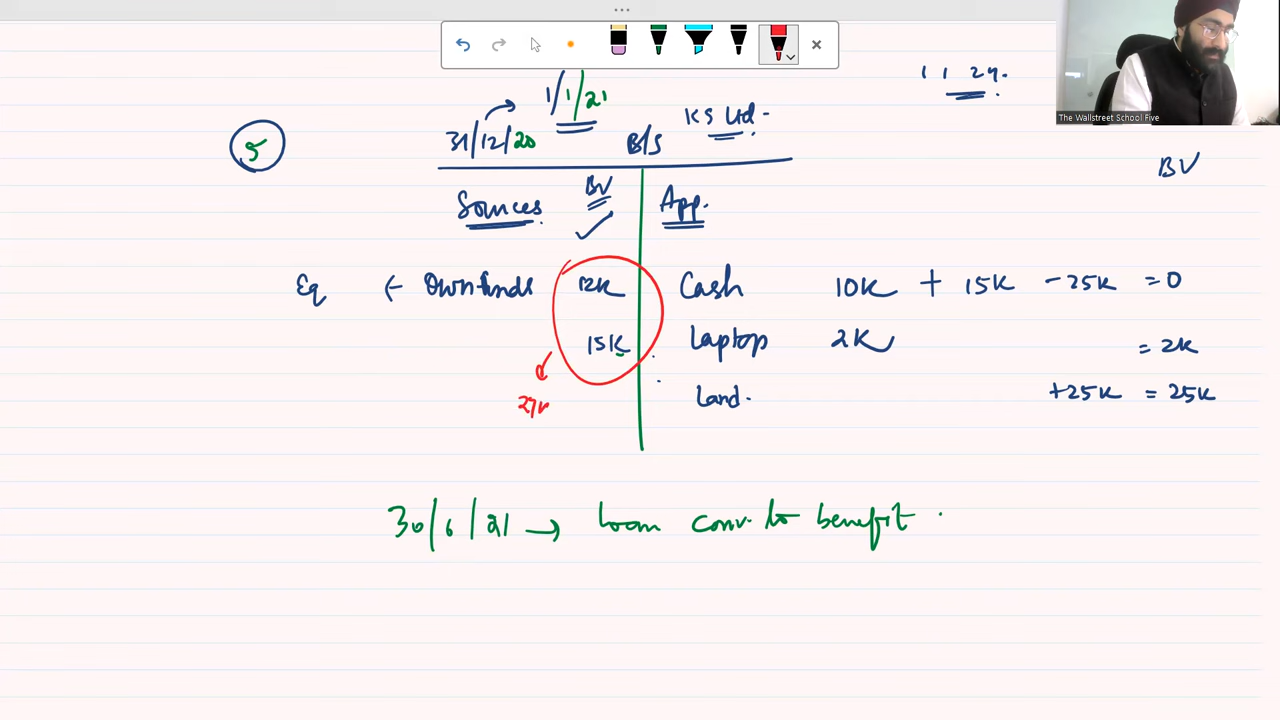 1 1 24.
The Wallstreet School Five
1/1/21
31/12/20 B/S KS Ltd.
5
BV
Sources BV App.
Eq ← Own funds 12K Cash 10K + 15K - 25K = 0
15K Laptop 2K = 2K
27K Land. +25K = 25K
30/6/21 → loan conv. to benefit